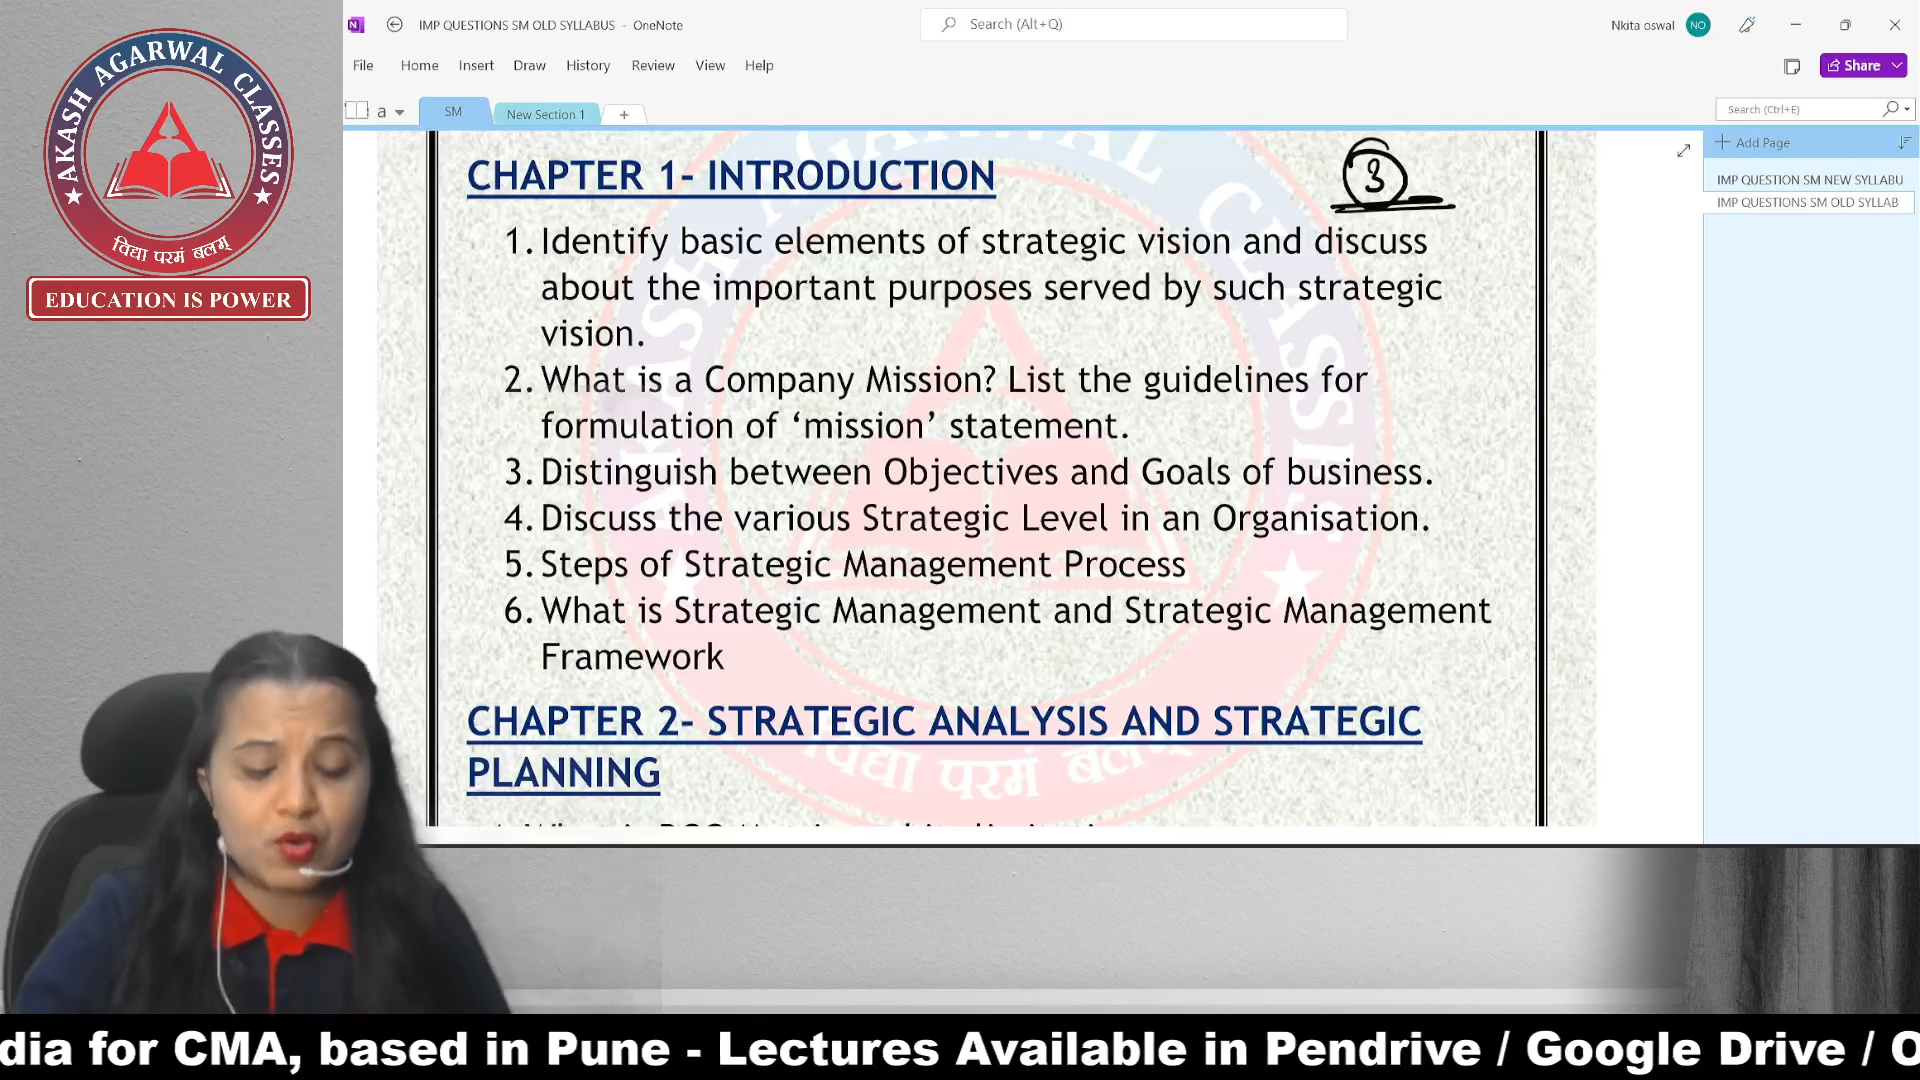 AKASH AGARWAL CLASSES
विद्या परमं बलम्
EDUCATION IS POWER
IMP QUESTIONS SM OLD SYLLABUS - OneNote
Search (Alt+Q)
Nkita oswal
NO
File Home Insert Draw History Review View Help
Share
a
SM
New Section 1
Search (Ctrl+E)
Add Page
IMP QUESTION SM NEW SYLLABU
IMP QUESTIONS SM OLD SYLLAB
3
CHAPTER 1- INTRODUCTION
1. Identify basic elements of strategic vision and discuss
about the important purposes served by such strategic
vision.
2. What is a Company Mission? List the guidelines for
formulation of ‘mission’ statement.
3. Distinguish between Objectives and Goals of business.
4. Discuss the various Strategic Level in an Organisation.
5. Steps of Strategic Management Process
6. What is Strategic Management and Strategic Management
Framework
CHAPTER 2- STRATEGIC ANALYSIS AND STRATEGIC
PLANNING
AKASH AGARWAL CLASSES
विद्या परमं बलम्
dia for CMA, based in Pune - Lectures Available in Pendrive / Google Drive / O